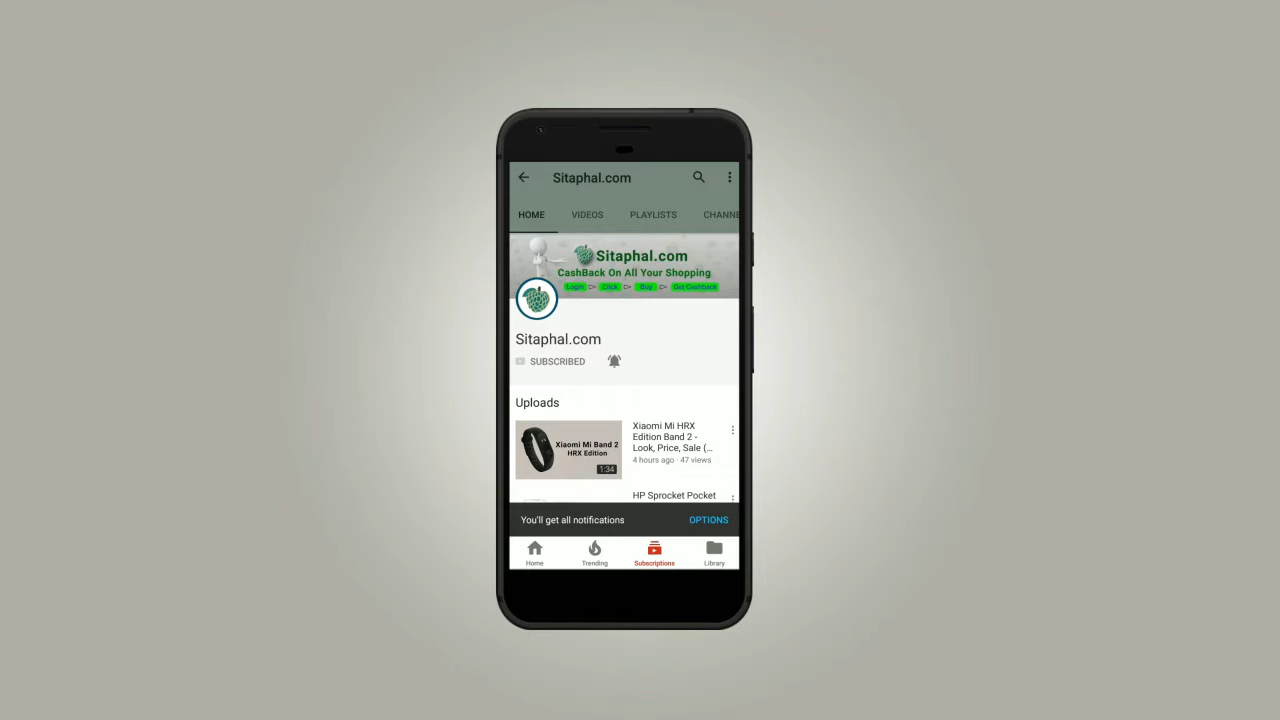 Sitaphal.com
HOME VIDEOS PLAYLISTS CHANNE
Sitaphal.com
CashBack On All Your Shopping
Login Click Buy Get Cashback
Sitaphal.com
SUBSCRIBED
Uploads
Xiaomi Mi Band 2
HRX Edition
1:34
Xiaomi Mi HRX
Edition Band 2 -
Look, Price, Sale (...
4 hours ago · 47 views
HP Sprocket Pocket
You'll get all notifications OPTIONS
Home Trending Subscriptions Library